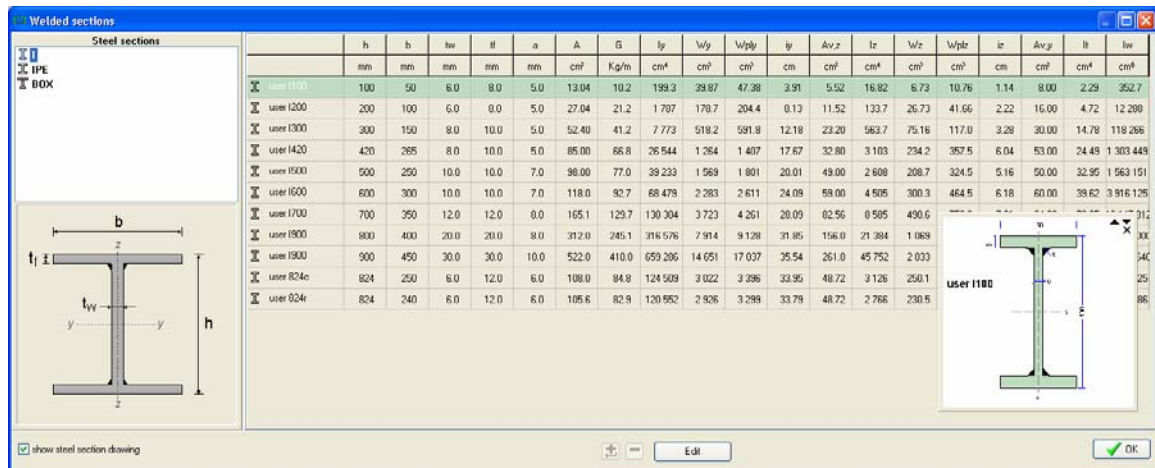 Welded sections
Steel sections
I
IPE
BOX
h b tw tf a A G Iy Wy Wply iy Av,z Iz Wz Wplz iz Av,y It Iw
mm mm mm mm mm cm² Kg/m cm⁴ cm³ cm³ cm cm² cm⁴ cm³ cm³ cm cm² cm⁴ cm⁶
user I100 100 50 6.0 8.0 5.0 13.04 10.2 199.3 39.87 47.38 3.91 5.52 16.82 6.73 10.76 1.14 8.00 2.29 352.7
user I200 200 100 6.0 8.0 5.0 27.04 21.2 1 787 178.7 204.4 8.13 11.52 133.7 26.73 41.66 2.22 16.00 4.72 12 288
user I300 300 150 8.0 10.0 5.0 52.40 41.2 7 773 518.2 591.8 12.18 23.20 563.7 75.16 117.0 3.28 30.00 14.78 118 266
user I420 420 265 8.0 10.0 5.0 85.00 66.8 26 544 1 264 1 407 17.67 32.80 3 103 234.2 357.5 6.04 53.00 24.49 1 303 449
user I500 500 250 10.0 10.0 7.0 98.00 77.0 39 233 1 569 1 801 20.01 49.00 2 608 208.7 324.5 5.16 50.00 32.95 1 563 151
user I600 600 300 10.0 10.0 7.0 118.0 92.7 68 479 2 283 2 611 24.09 59.00 4 505 300.3 464.5 6.18 60.00 39.62 3 916 125
user I700 700 350 12.0 12.0 8.0 165.1 129.7 130 304 3 723 4 261 28.09 82.56 8 585 490.6
user I900 800 400 20.0 20.0 8.0 312.0 245.1 316 576 7 914 9 128 31.85 156.0 21 384 1 069
user I900 900 450 30.0 30.0 10.0 522.0 410.0 659 286 14 651 17 037 35.54 261.0 45 752 2 033
user 824c 824 250 6.0 12.0 6.0 108.0 84.8 124 509 3 022 3 396 33.95 48.72 3 126 250.1
user 824r 824 240 6.0 12.0 6.0 105.6 82.9 120 552 2 926 3 299 33.79 48.72 2 766 230.5
b
z
tf
tw
y y
h
z
user I100
show steel section drawing
Edit
OK